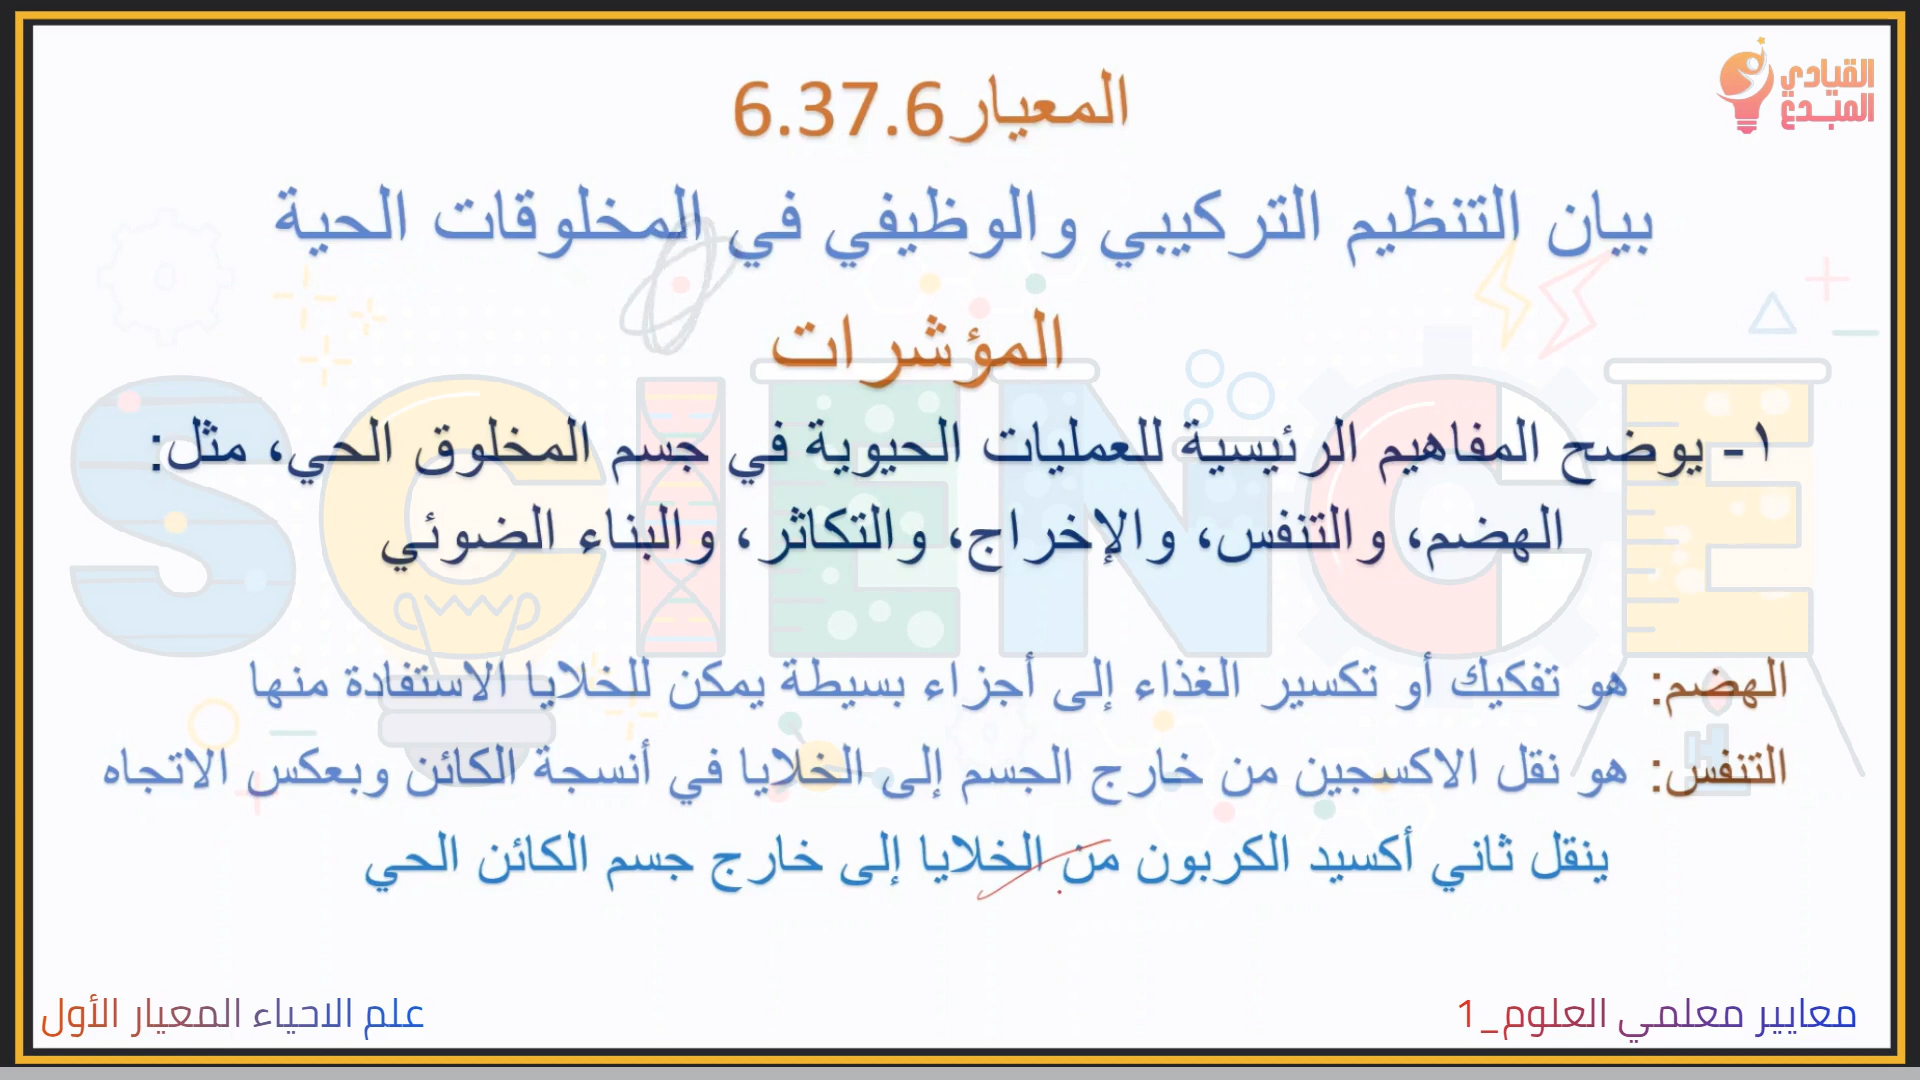 القيادي
المبدع
المعيار 6.37.6
بيان التنظيم التركيبي والوظيفي في المخلوقات الحية
المؤشرات
١- يوضح المفاهيم الرئيسية للعمليات الحيوية في جسم المخلوق الحي، مثل:
الهضم، والتنفس، والإخراج، والتكاثر، والبناء الضوئي
SCIENCE
الهضم: هو تفكيك أو تكسير الغذاء إلى أجزاء بسيطة يمكن للخلايا الاستفادة منها
التنفس: هو نقل الاكسجين من خارج الجسم إلى الخلايا في أنسجة الكائن وبعكس الاتجاه
ينقل ثاني أكسيد الكربون من الخلايا إلى خارج جسم الكائن الحي
معايير معلمي العلوم_1
علم الاحياء المعيار الأول